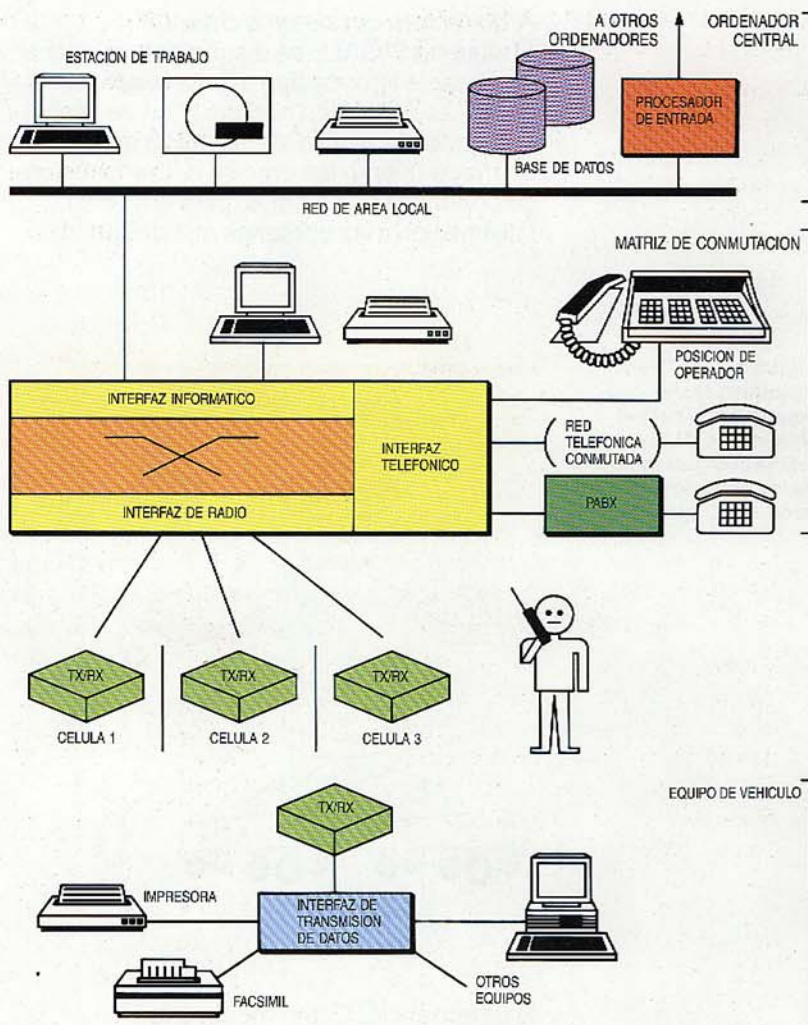 A OTROS
ORDENADORES
ORDENADOR
CENTRAL
ESTACION DE TRABAJO
PROCESADOR
DE ENTRADA
BASE DE DATOS
RED DE AREA LOCAL
MATRIZ DE CONMUTACION
POSICION DE
OPERADOR
INTERFAZ INFORMATICO
INTERFAZ
TELEFONICO
RED
TELEFONICA
CONMUTADA
INTERFAZ DE RADIO
PABX
TX/RX
TX/RX
TX/RX
CELULA 1
CELULA 2
CELULA 3
EQUIPO DE VEHICULO
TX/RX
IMPRESORA
INTERFAZ DE
TRANSMISION
DE DATOS
FACSIMIL
OTROS
EQUIPOS